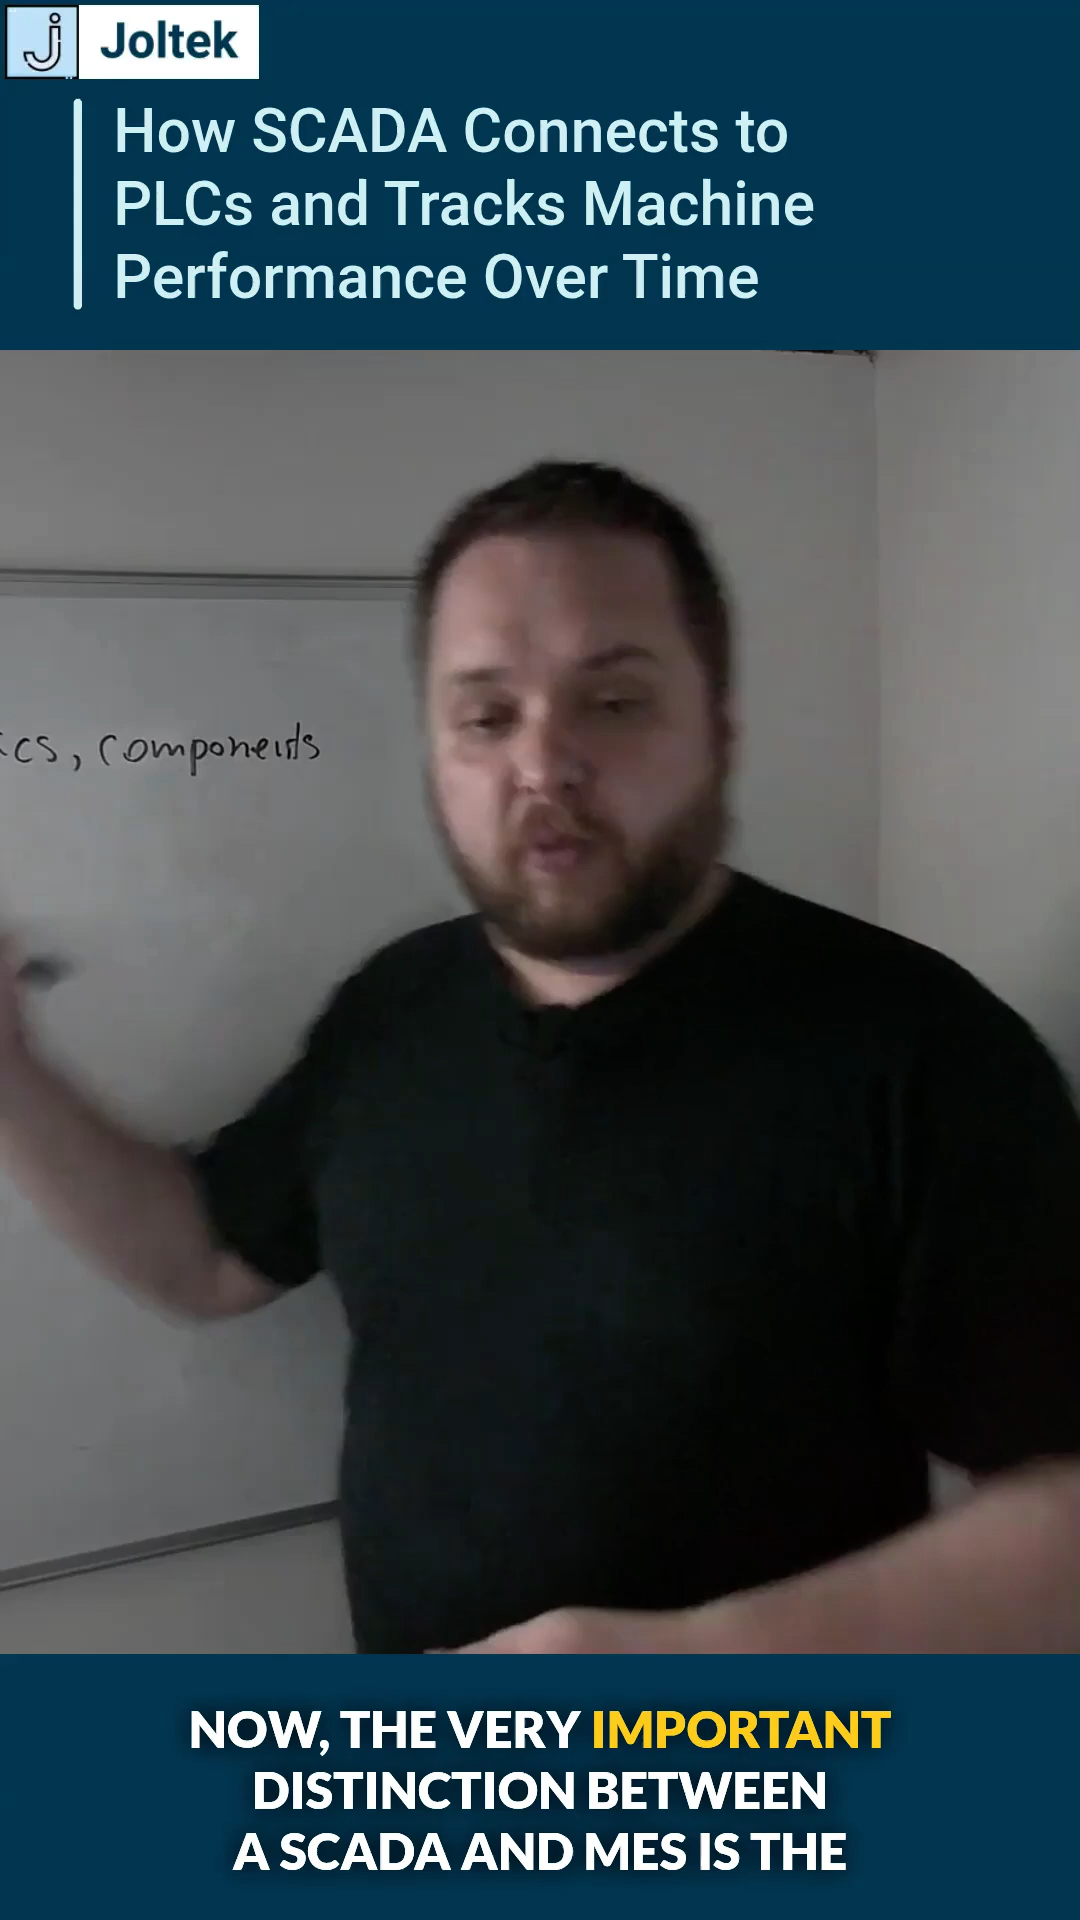 Joltek
How SCADA Connects to
PLCs and Tracks Machine
Performance Over Time
cs, components
NOW, THE VERY IMPORTANT
DISTINCTION BETWEEN
A SCADA AND MES IS THE